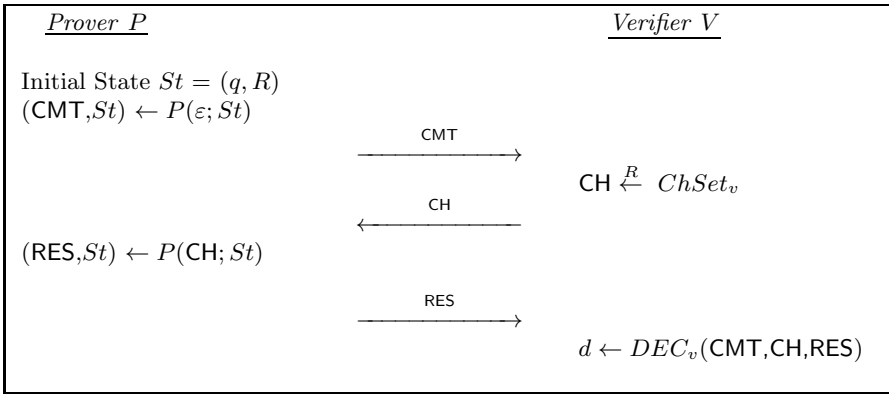 Prover P
Verifier V
Initial State St = (q, R)
(CMT,St) ← P(ε; St)
CMT
CH ←R ChSet_v
CH
(RES,St) ← P(CH; St)
RES
d ← DEC_v(CMT,CH,RES)